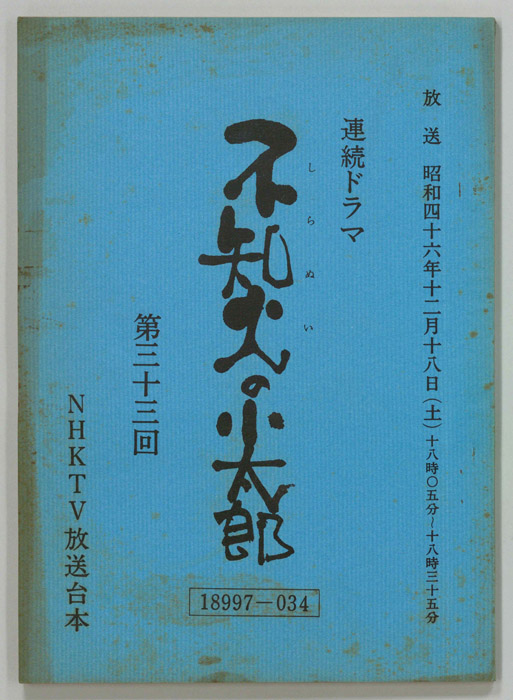 放送 昭和四十六年十二月十八日（土）十八時〇五分～十八時三十五分
連続ドラマ
しらぬい
不知火の小太郎
第三十三回
NHKTV放送台本
18997-034